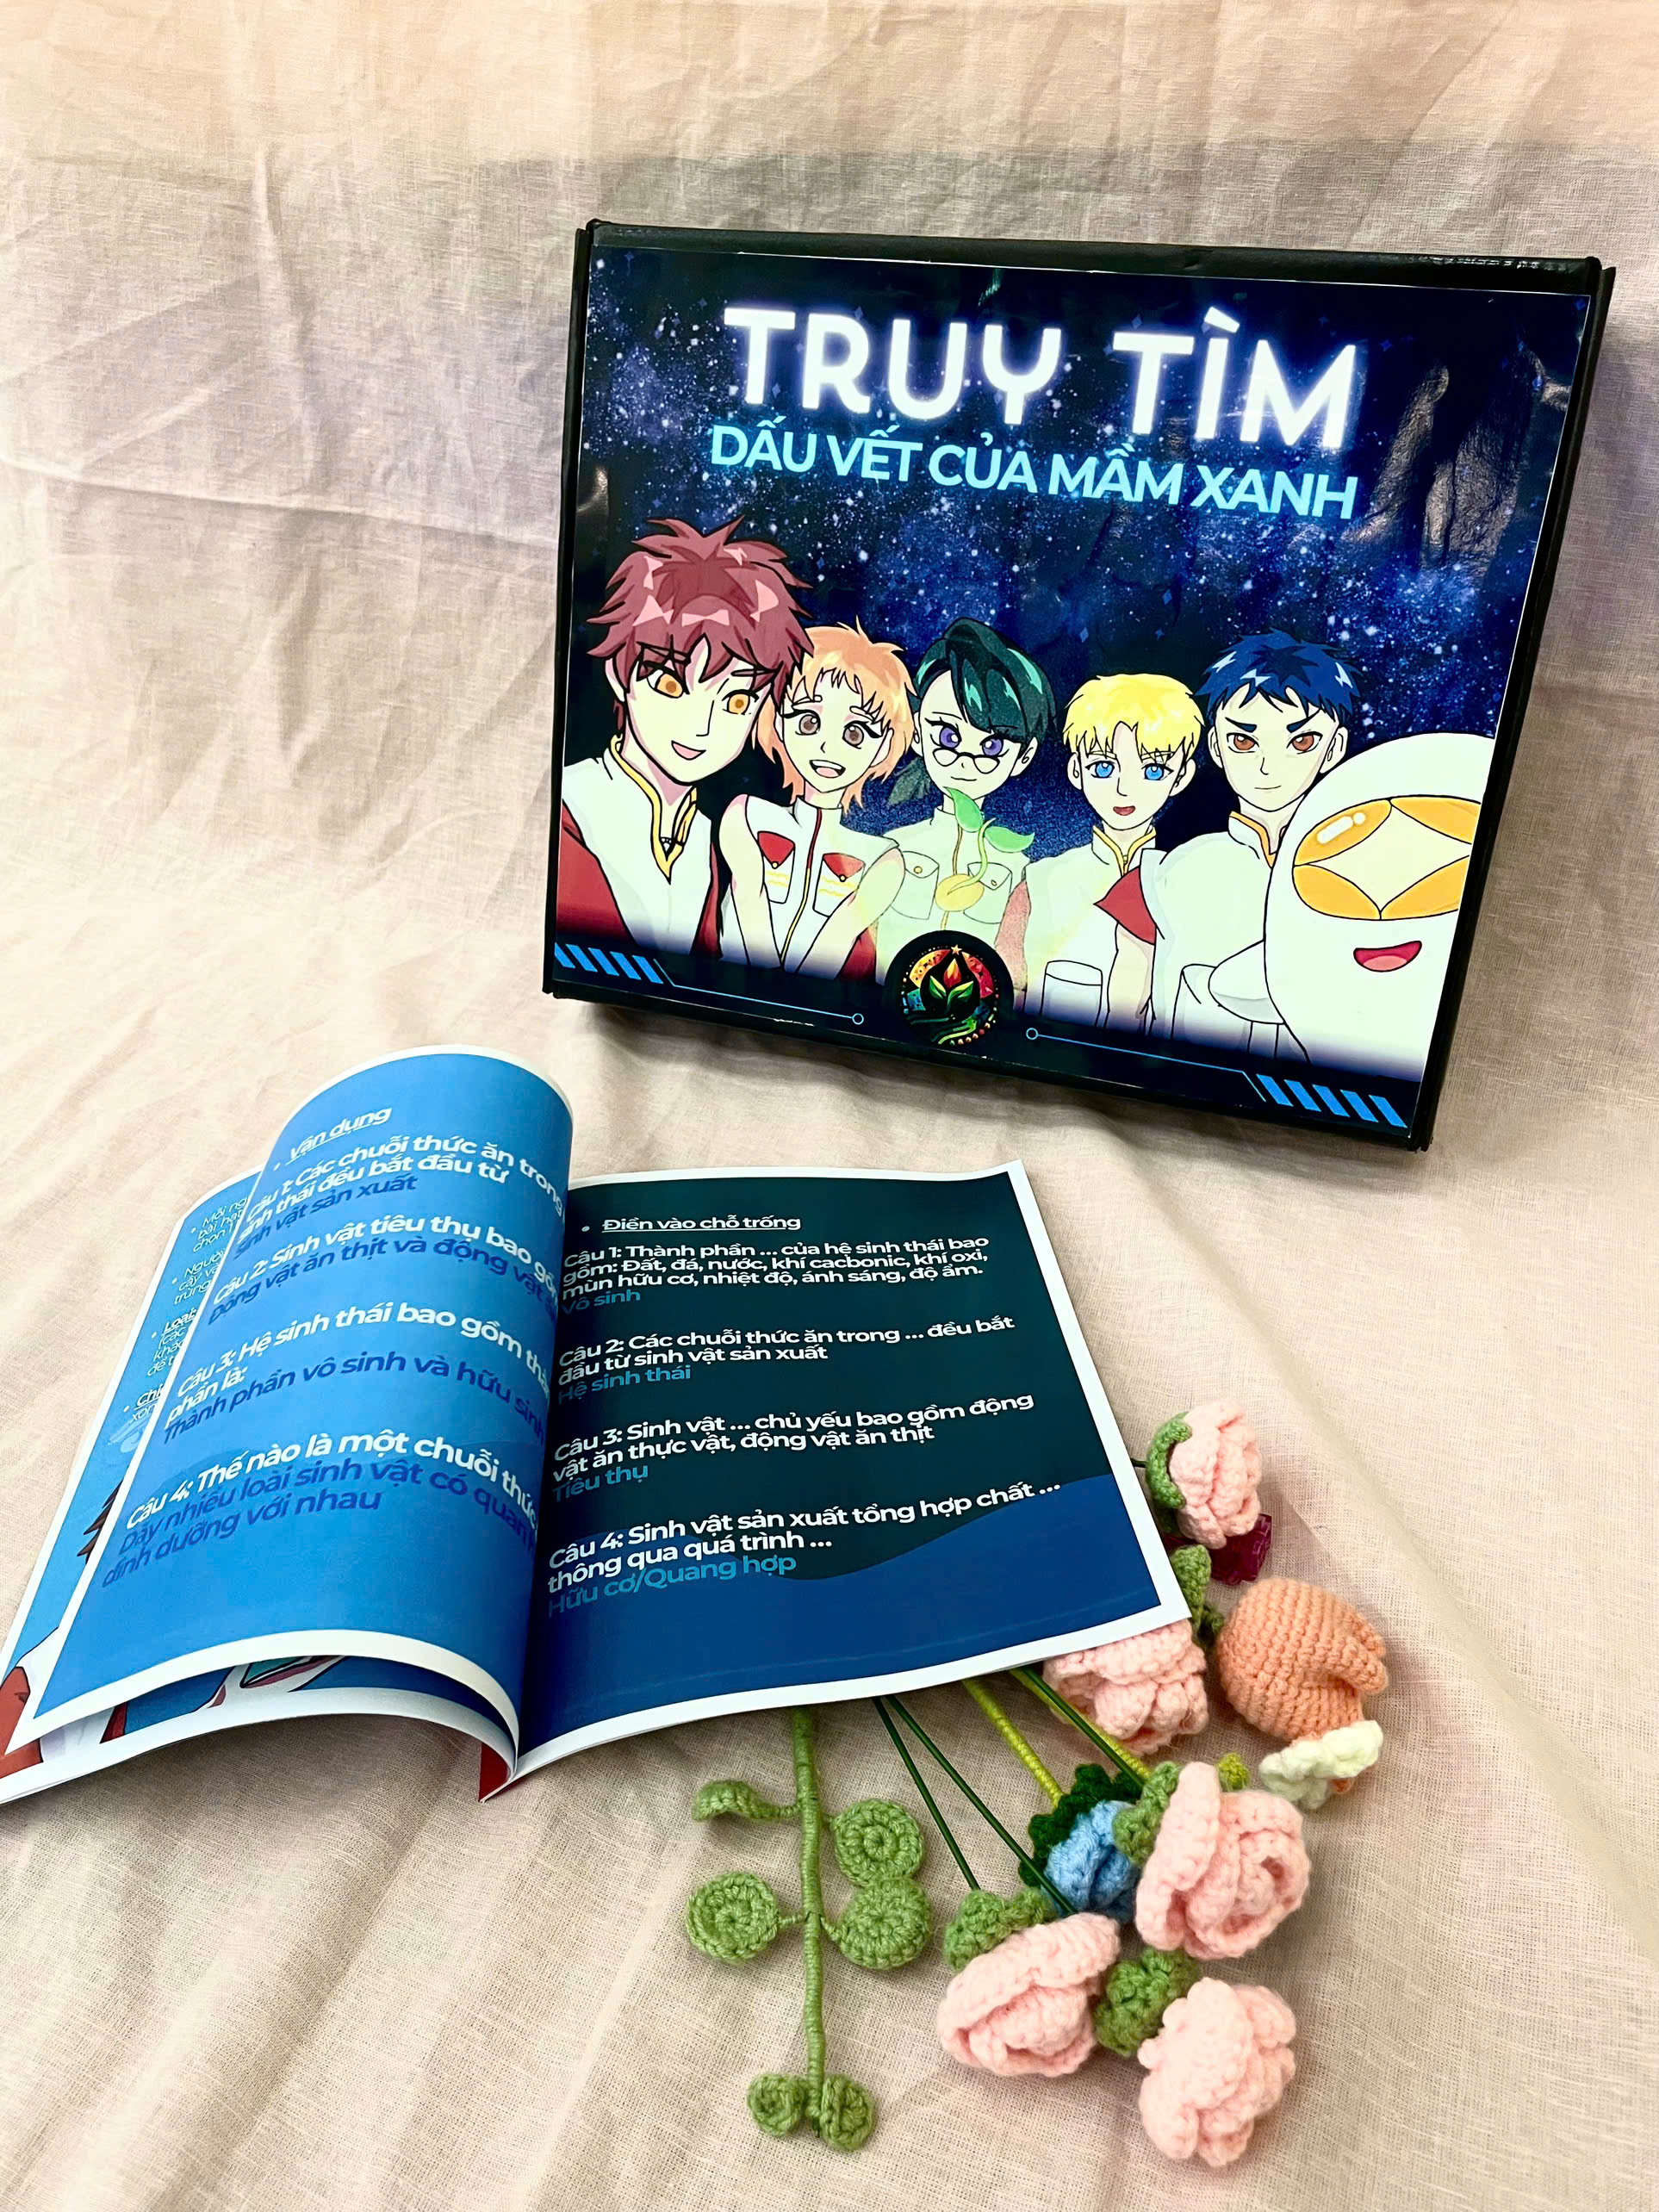 TRUY TÌM
DẤU VẾT CỦA MẦM XANH
• Vận dụng
Câu 1: Các chuỗi thức ăn trong
sinh thái đều bắt đầu từ
Sinh vật sản xuất
Câu 2: Sinh vật tiêu thụ bao gồ
Động vật ăn thịt và động vật
Câu 3: Hệ sinh thái bao gồm
phần là:
Thành phần vô sinh và hữu sinh
Câu 4: Thế nào là một chuỗi thức
Dãy nhiều loài sinh vật có quan
dinh dưỡng với nhau
• Điền vào chỗ trống
Câu 1: Thành phần ... của hệ sinh thái bao
gồm: Đất, đá, nước, khí cacbonic, khí oxi,
mùn hữu cơ, nhiệt độ, ánh sáng, độ ẩm.
Vô sinh
Câu 2: Các chuỗi thức ăn trong ... đều bắt
đầu từ sinh vật sản xuất
Hệ sinh thái
Câu 3: Sinh vật ... chủ yếu bao gồm động
vật ăn thực vật, động vật ăn thịt
Tiêu thụ
Câu 4: Sinh vật sản xuất tổng hợp chất ...
thông qua quá trình ...
Hữu cơ/Quang hợp